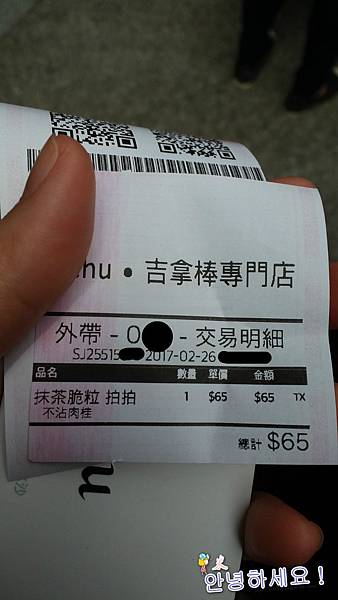 hu • 吉拿棒專門店
外帶 - 0 - 交易明細
SJ25515 2017-02-26
品名 數量 單價 金額
抹茶脆粒 拍拍 1 $65 $65 TX
不沾肉桂
總計 $65
안녕하세요!